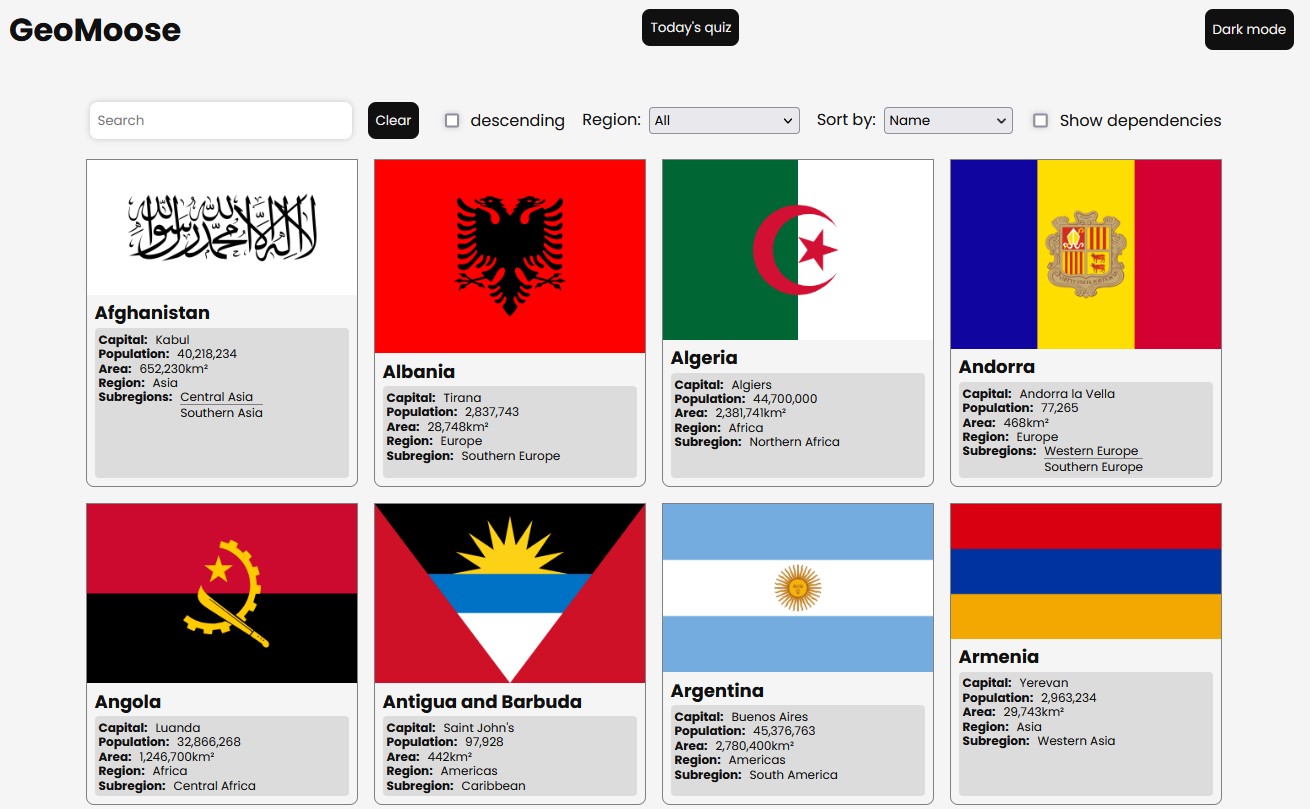 GeoMoose
Today's quiz
Dark mode
Search
Clear
descending
Region:
All
Sort by:
Name
Show dependencies
لا إله إلا الله محمد رسول الله
Afghanistan
Capital: Kabul
Population: 40,218,234
Area: 652,230km²
Region: Asia
Subregions: Central Asia
Southern Asia
Albania
Capital: Tirana
Population: 2,837,743
Area: 28,748km²
Region: Europe
Subregion: Southern Europe
Algeria
Capital: Algiers
Population: 44,700,000
Area: 2,381,741km²
Region: Africa
Subregion: Northern Africa
Andorra
Capital: Andorra la Vella
Population: 77,265
Area: 468km²
Region: Europe
Subregions: Western Europe
Southern Europe
Angola
Capital: Luanda
Population: 32,866,268
Area: 1,246,700km²
Region: Africa
Subregion: Central Africa
Antigua and Barbuda
Capital: Saint John's
Population: 97,928
Area: 442km²
Region: Americas
Subregion: Caribbean
Argentina
Capital: Buenos Aires
Population: 45,376,763
Area: 2,780,400km²
Region: Americas
Subregion: South America
Armenia
Capital: Yerevan
Population: 2,963,234
Area: 29,743km²
Region: Asia
Subregion: Western Asia